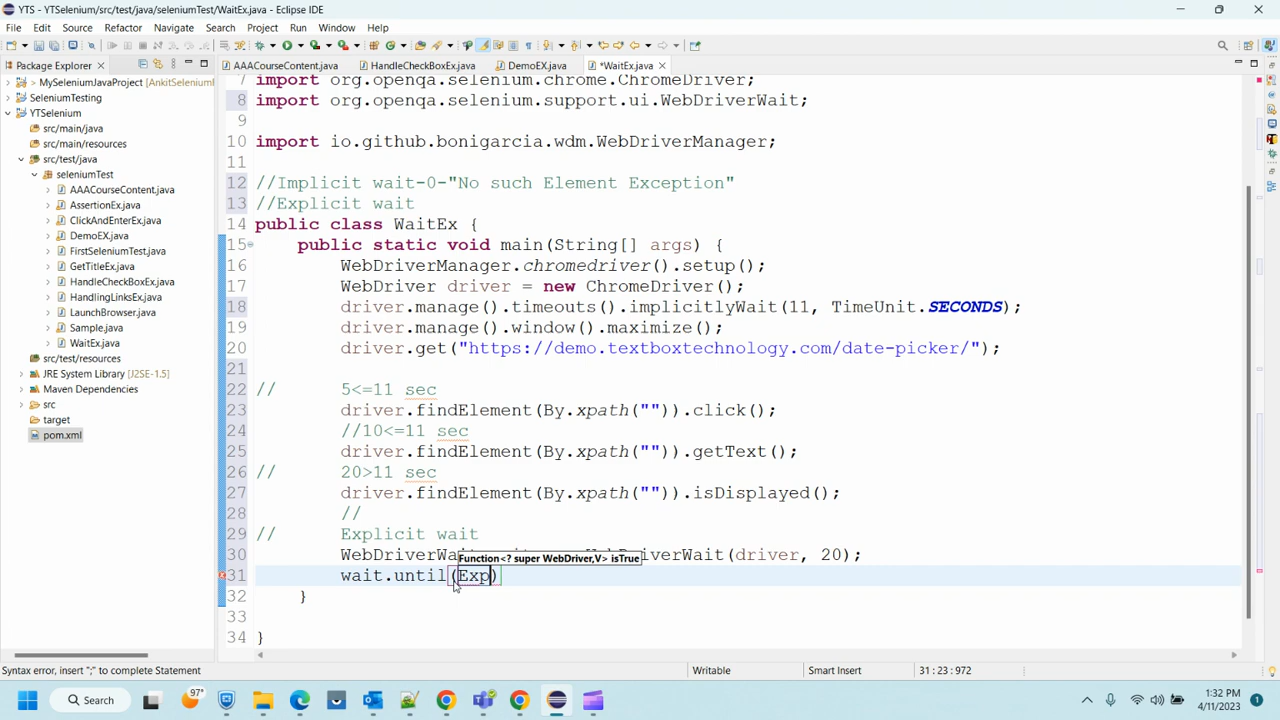 YTS - YTSelenium/src/test/java/seleniumTest/WaitEx.java - Eclipse IDE
File Edit Source Refactor Navigate Search Project Run Window Help
Package Explorer
AAACourseContent.java HandleCheckBoxEx.java DemoEX.java *WaitEx.java
MySeleniumJavaProject [AnkitSeleniumI
SeleniumTesting
YTSelenium
src/main/java
src/main/resources
src/test/java
seleniumTest
AAACourseContent.java
AssertionEx.java
ClickAndEnterEx.java
DemoEX.java
FirstSeleniumTest.java
GetTitleEx.java
HandleCheckBoxEx.java
HandlingLinksEx.java
LaunchBrowser.java
Sample.java
WaitEx.java
src/test/resources
JRE System Library [J2SE-1.5]
Maven Dependencies
src
target
pom.xml
7 import org.openqa.selenium.chrome.ChromeDriver;
8 import org.openqa.selenium.support.ui.WebDriverWait;
9
10 import io.github.bonigarcia.wdm.WebDriverManager;
11
12 //Implicit wait-0-"No such Element Exception"
13 //Explicit wait
14 public class WaitEx {
15 public static void main(String[] args) {
16 WebDriverManager.chromedriver().setup();
17 WebDriver driver = new ChromeDriver();
18 driver.manage().timeouts().implicitlyWait(11, TimeUnit.SECONDS);
19 driver.manage().window().maximize();
20 driver.get("https://demo.textboxtechnology.com/date-picker/");
21
22 // 5<=11 sec
23 driver.findElement(By.xpath("")).click();
24 //10<=11 sec
25 driver.findElement(By.xpath("")).getText();
26 // 20>11 sec
27 driver.findElement(By.xpath("")).isDisplayed();
28 //
29 // Explicit wait
30 WebDriverWa DriverWait(driver, 20);
Function<? super WebDriver,V> isTrue
31 wait.until(Exp)
32 }
33
34 }
Syntax error, insert ";" to complete Statement Writable Smart Insert 31 : 23 : 972
Search
97°
1:32 PM
4/11/2023
1